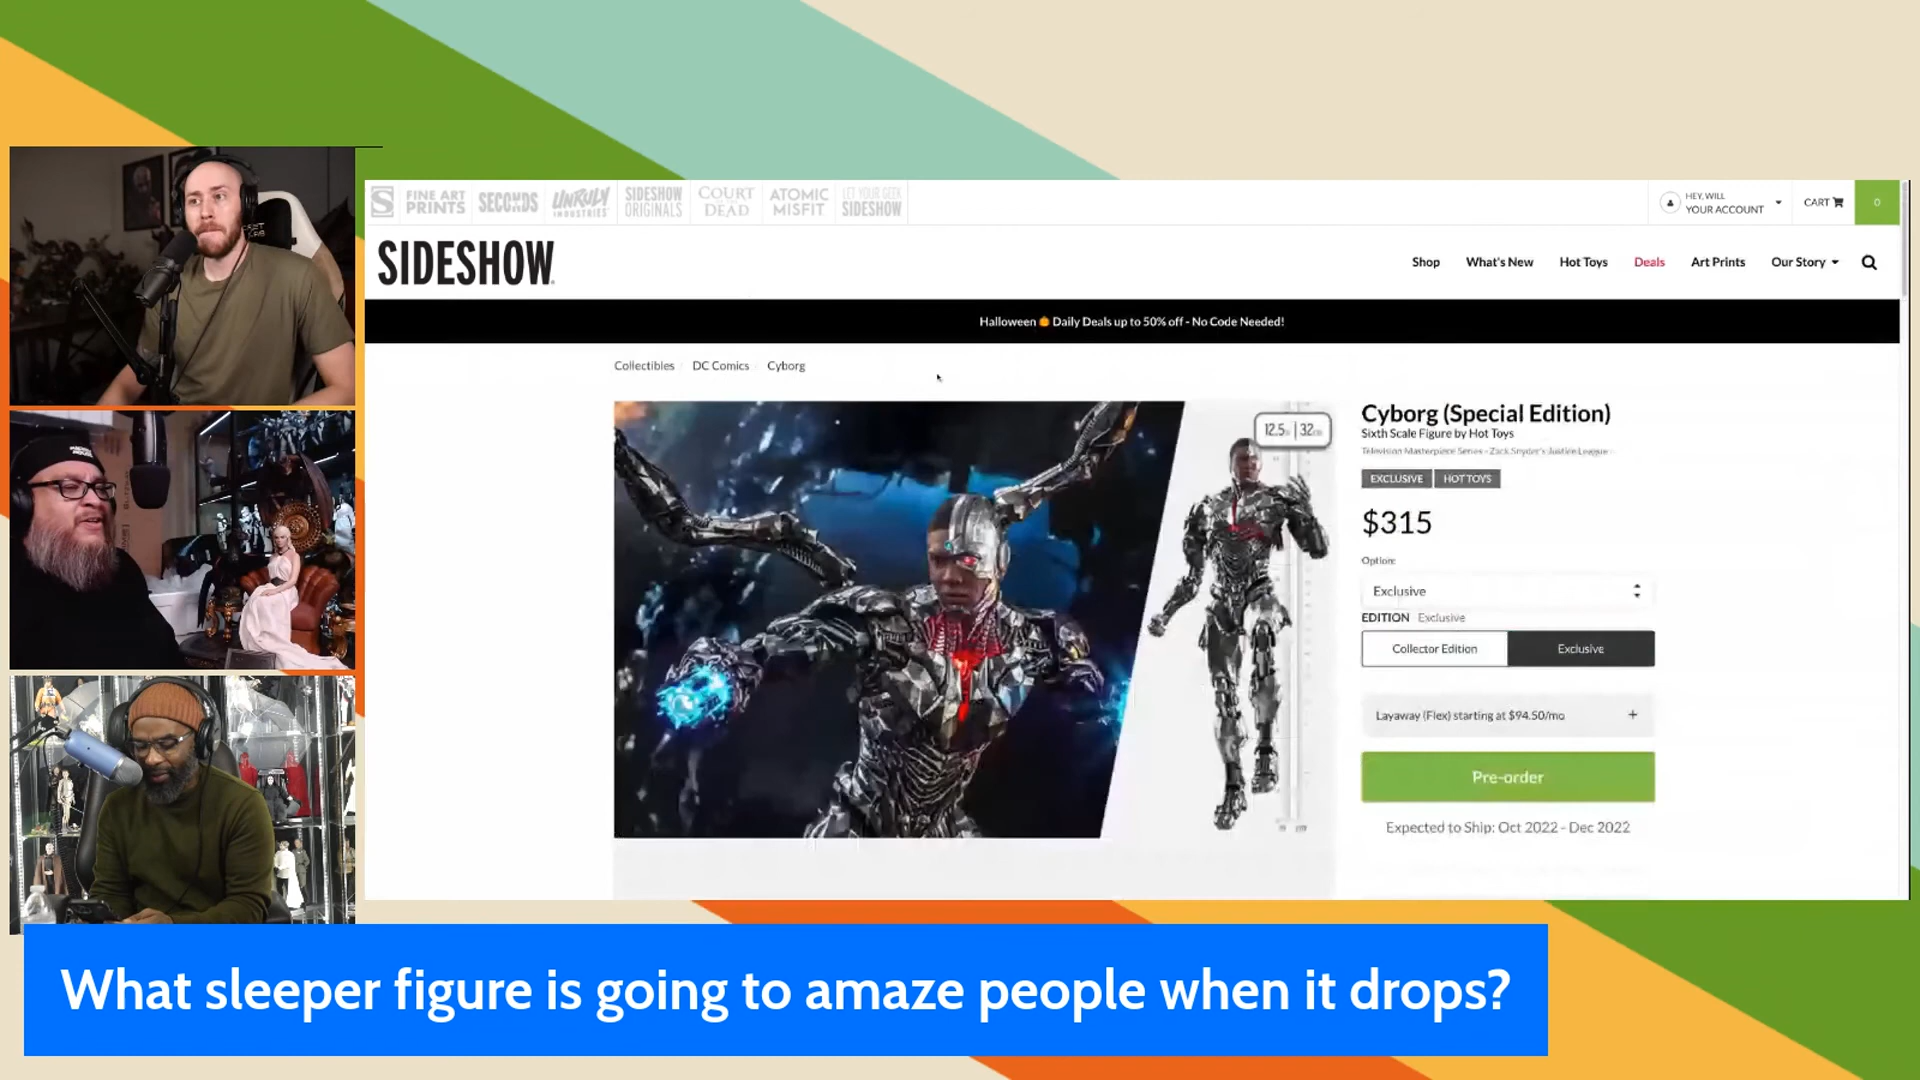 FINE ART
PRINTS
SECONDS
UNRULY
INDUSTRIES
SIDESHOW
ORIGINALS
COURT
DEAD
ATOMIC
MISFIT
LET YOUR GEEK
SIDESHOW
HEY, WILL
YOUR ACCOUNT
CART
0
SIDESHOW
Shop
What's New
Hot Toys
Deals
Art Prints
Our Story
Halloween Daily Deals up to 50% off - No Code Needed!
Collectibles
DC Comics
Cyborg
12.5 | 32
Cyborg (Special Edition)
Sixth Scale Figure by Hot Toys
Television Masterpiece Series - Zack Snyder's Justice League
EXCLUSIVE
HOT TOYS
$315
Option:
Exclusive
EDITION Exclusive
Collector Edition
Exclusive
Layaway (Flex) starting at $94.50/mo
+
Pre-order
Expected to Ship: Oct 2022 - Dec 2022
What sleeper figure is going to amaze people when it drops?